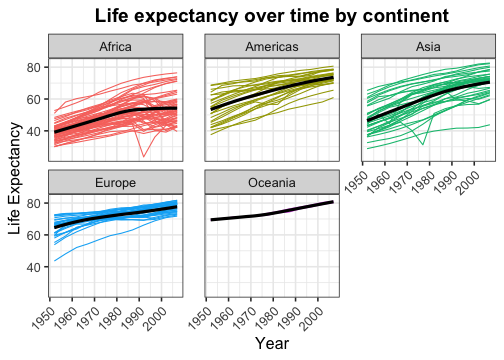 Life expectancy over time by continent
Africa
Americas
Asia
80
60
40
1950 1960 1970 1980 1990 2000
Europe
Oceania
80
60
40
1950 1960 1970 1980 1990 2000
1950 1960 1970 1980 1990 2000
Life Expectancy
Year